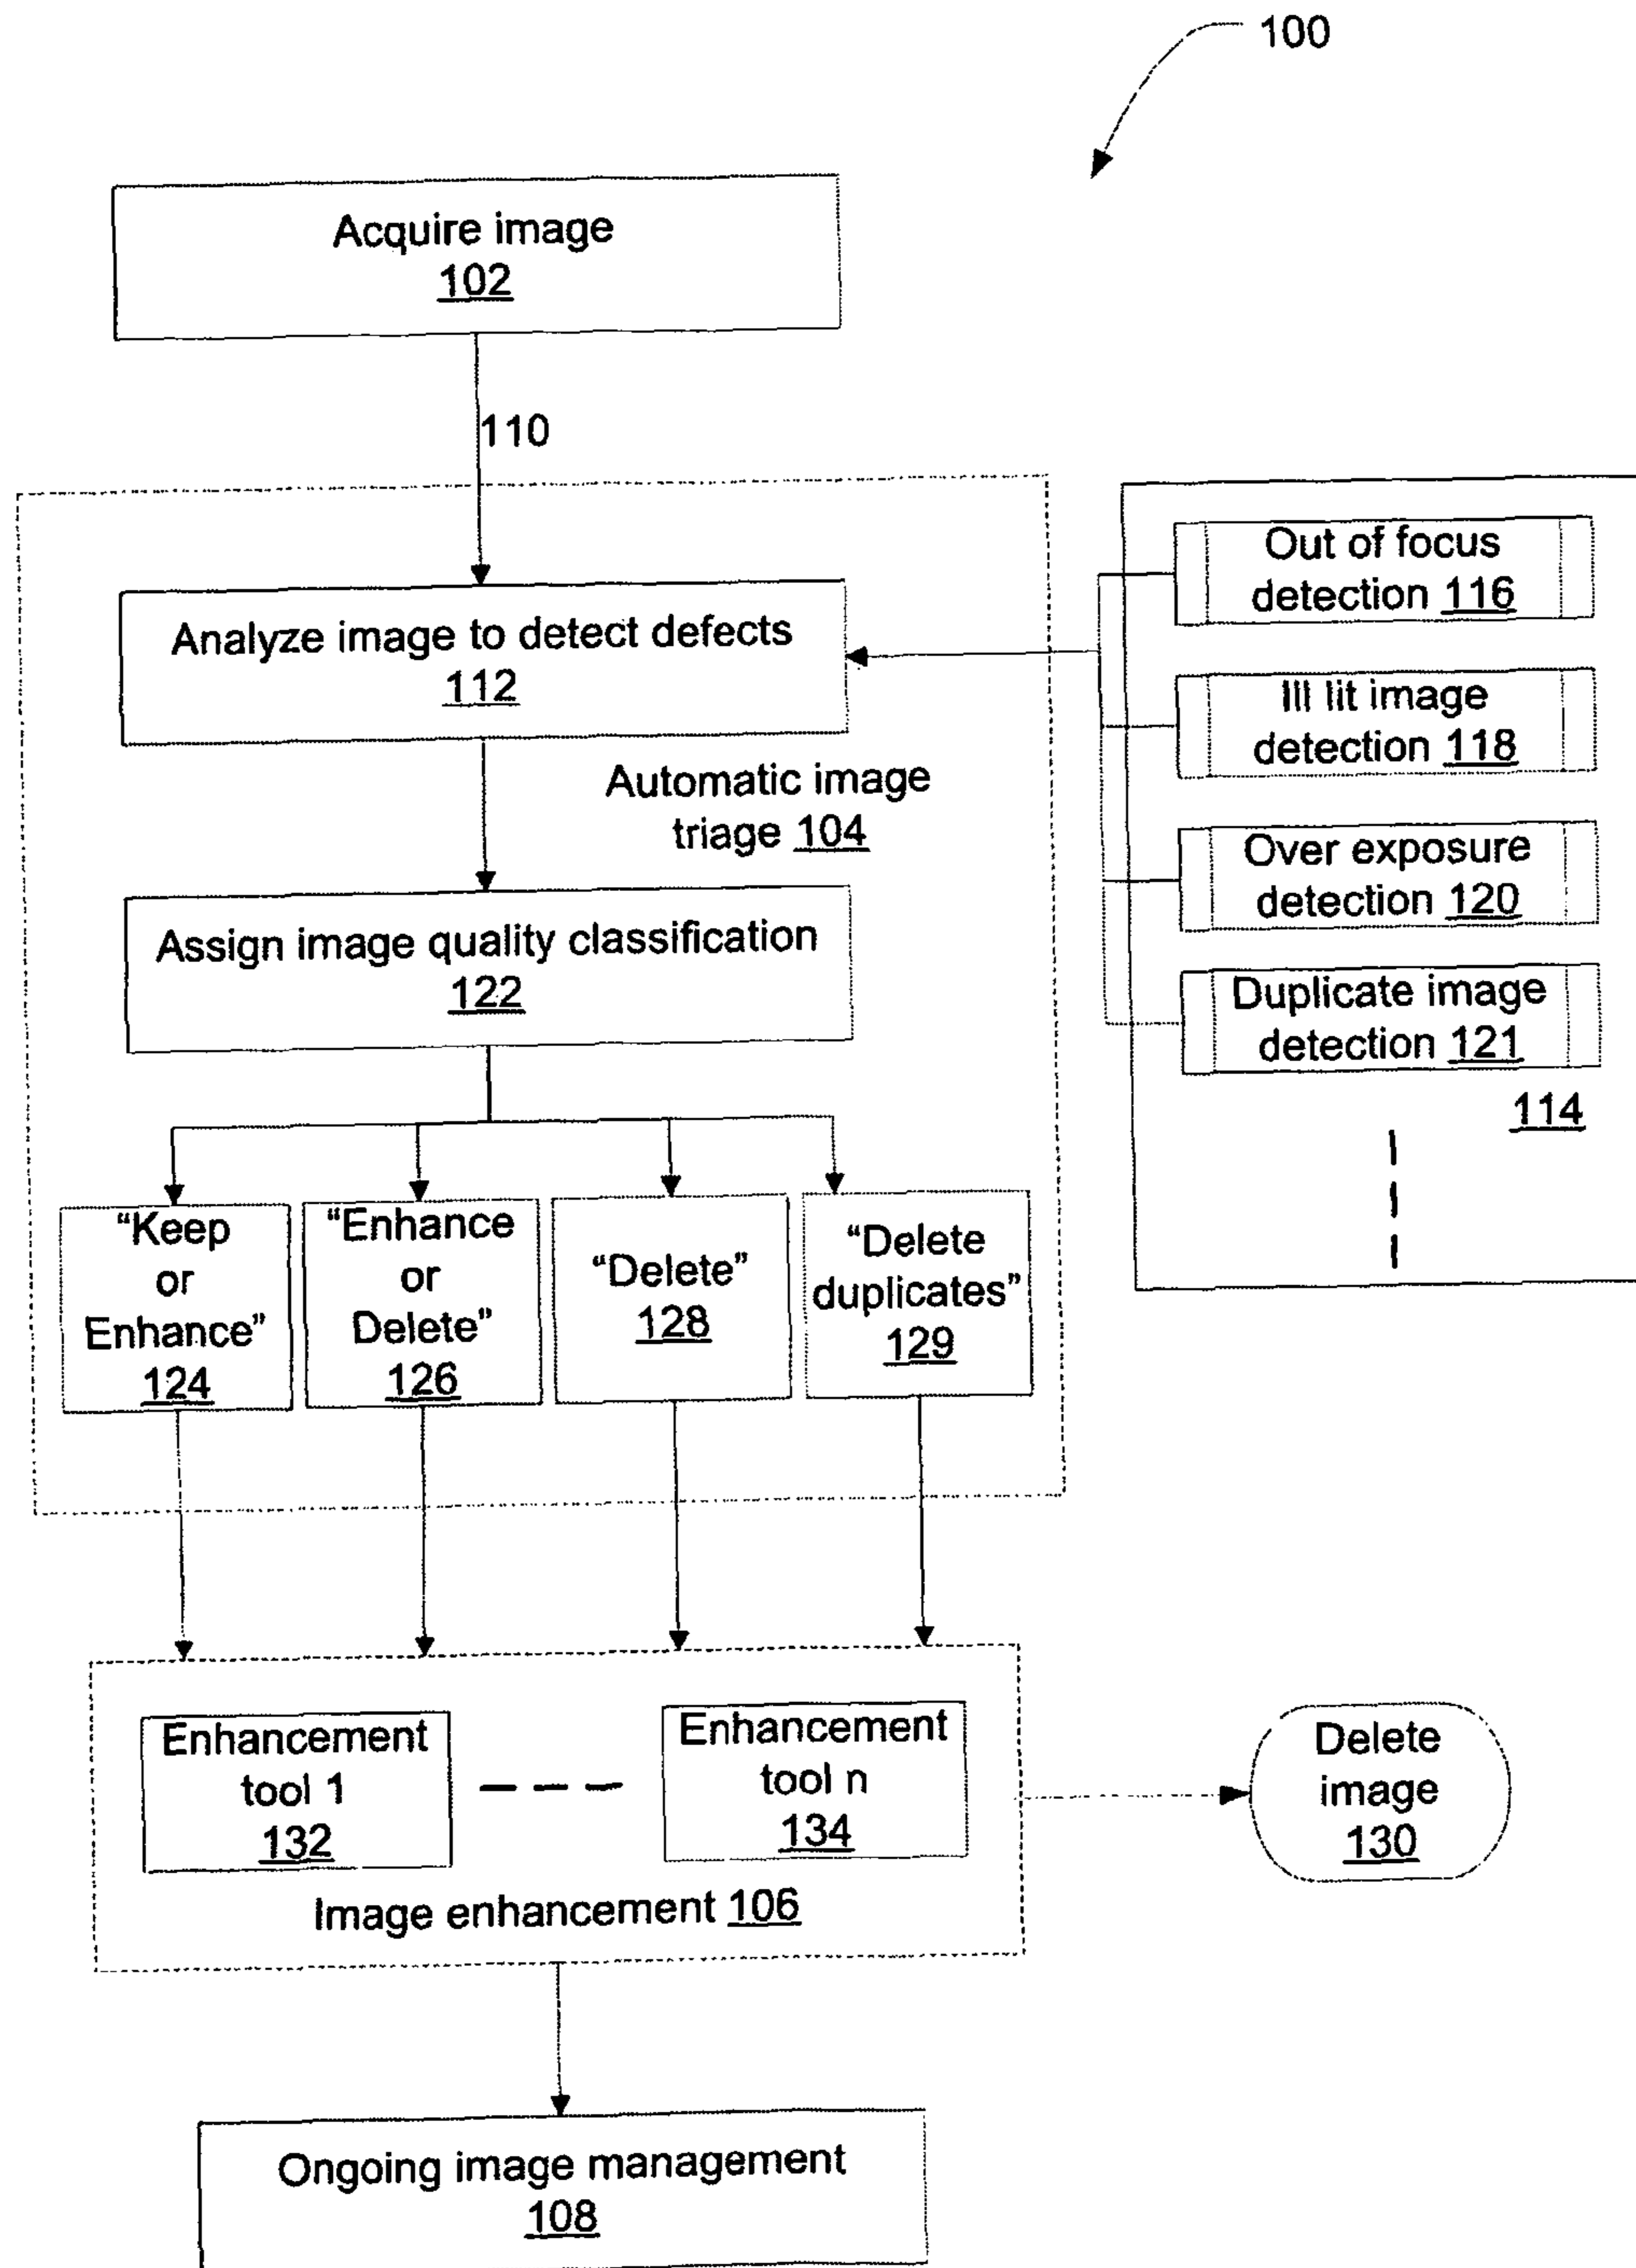 100
Acquire image
102
110
Analyze image to detect defects
112
Automatic image
triage 104
Assign image quality classification
122
Out of focus
detection 116
Ill lit image
detection 118
Over exposure
detection 120
Duplicate image
detection 121
114
“Keep
or
Enhance”
124
“Enhance
or
Delete”
126
“Delete”
128
“Delete
duplicates”
129
Enhancement
tool 1
132
Enhancement
tool n
134
Image enhancement 106
Delete
image
130
Ongoing image management
108